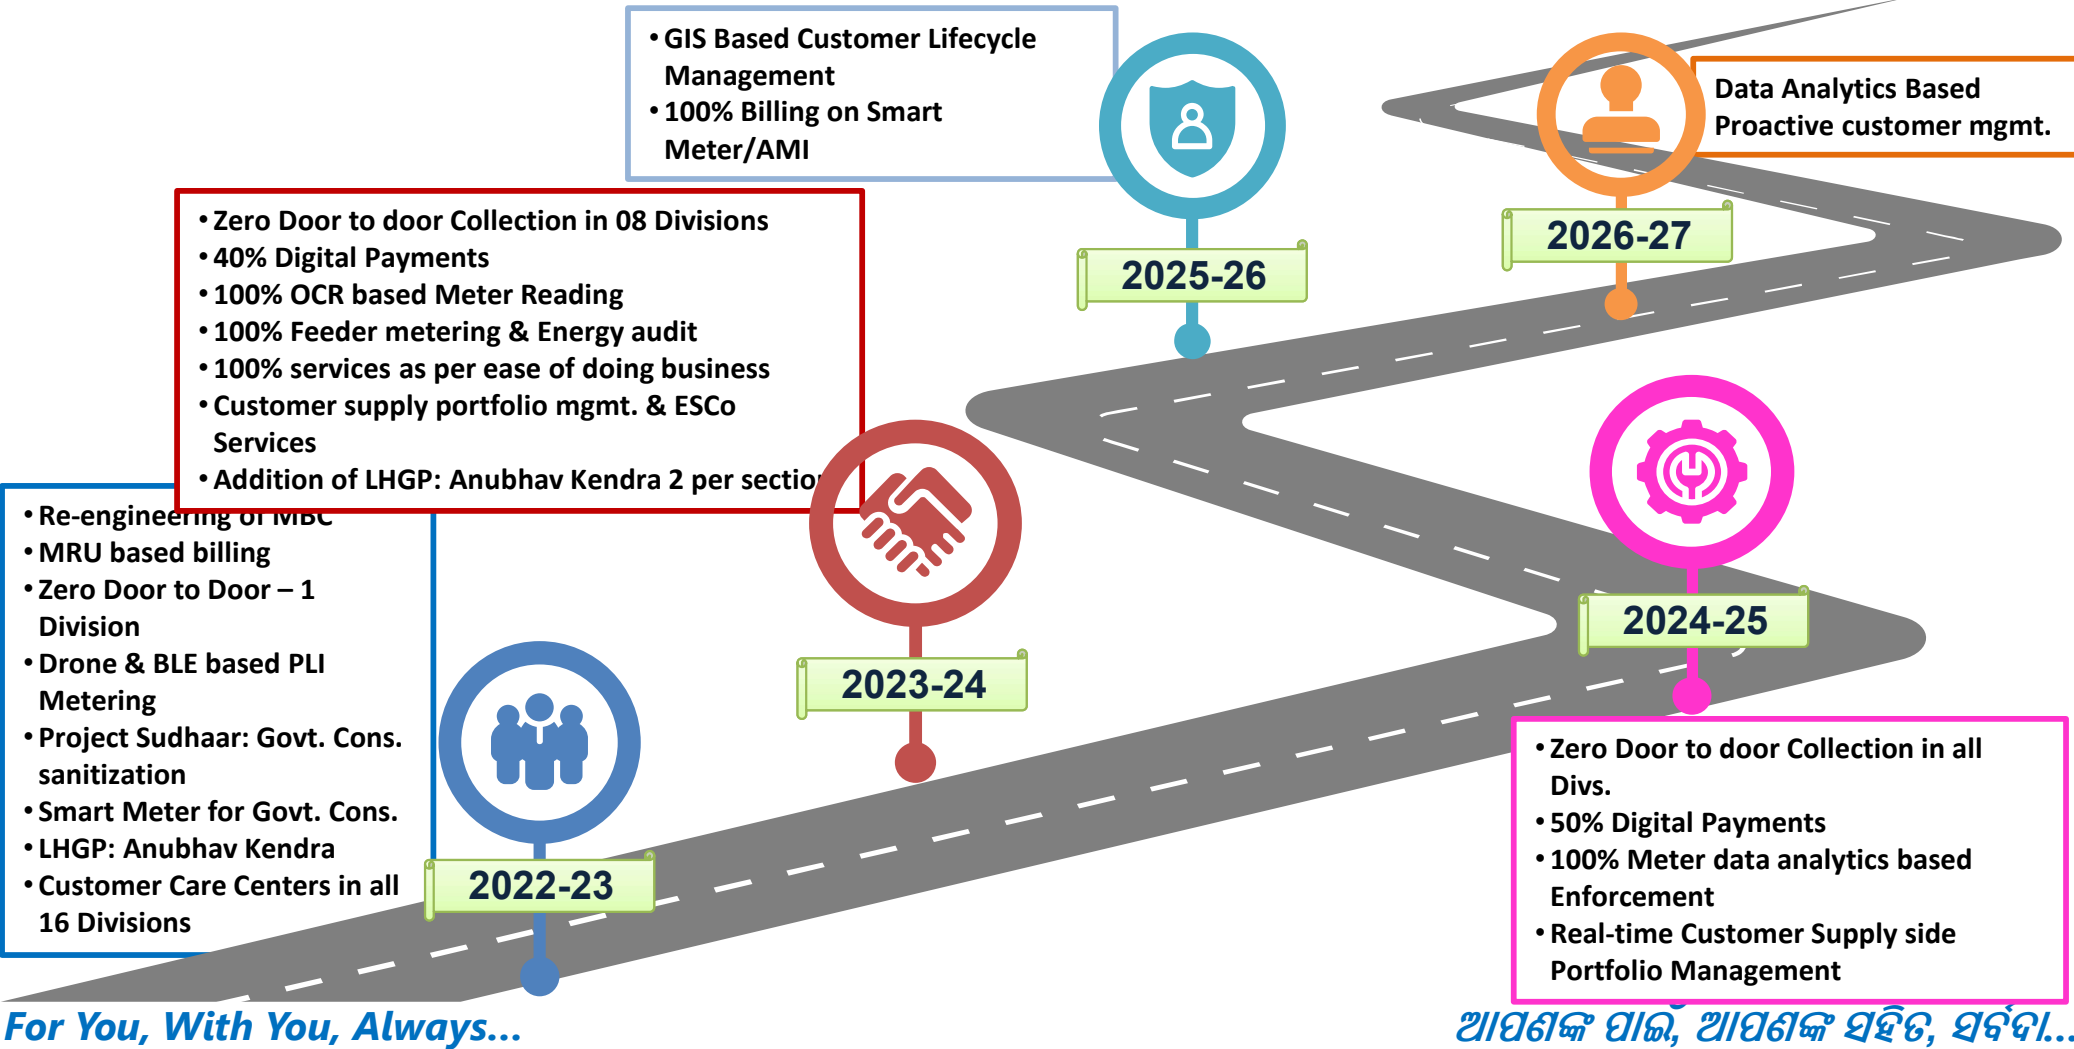 • GIS Based Customer Lifecycle
Management
• 100% Billing on Smart
Meter/AMI
2025-26
Data Analytics Based
Proactive customer mgmt.
2026-27
• Zero Door to door Collection in 08 Divisions
• 40% Digital Payments
• 100% OCR based Meter Reading
• 100% Feeder metering & Energy audit
• 100% services as per ease of doing business
• Customer supply portfolio mgmt. & ESCo
Services
• Addition of LHGP: Anubhav Kendra 2 per section
2023-24
• Re-engineering of MBC
• MRU based billing
• Zero Door to Door – 1
Division
• Drone & BLE based PLI
Metering
• Project Sudhaar: Govt. Cons.
sanitization
• Smart Meter for Govt. Cons.
• LHGP: Anubhav Kendra
• Customer Care Centers in all
16 Divisions
2022-23
2024-25
• Zero Door to door Collection in all
Divs.
• 50% Digital Payments
• 100% Meter data analytics based
Enforcement
• Real-time Customer Supply side
Portfolio Management
For You, With You, Always...
ଆପଣଙ୍କ ପାଇଁ, ଆପଣଙ୍କ ସହିତ, ସର୍ବଦା...